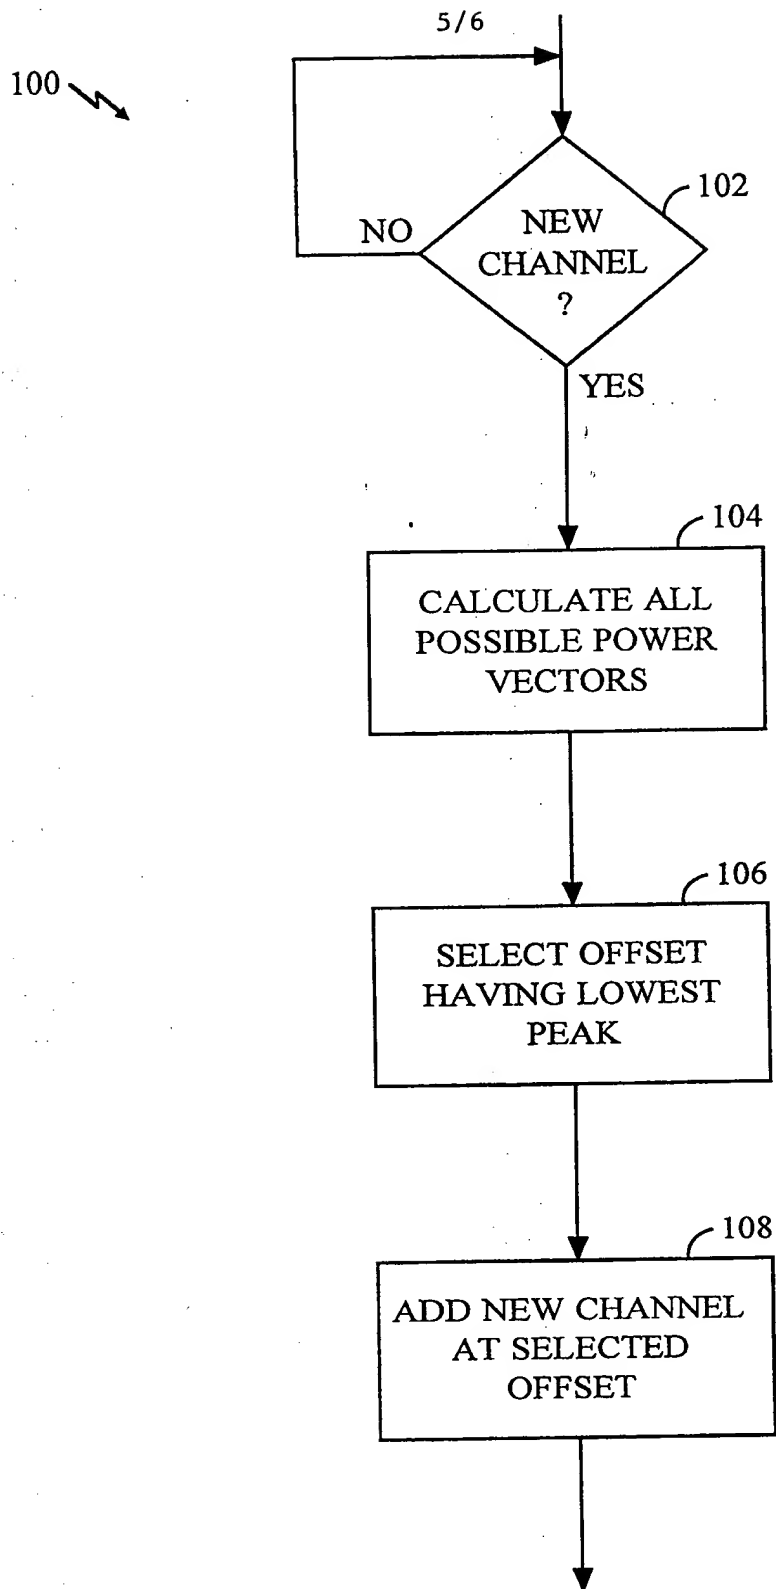 5/6
100
102
NEW
CHANNEL
?
NO
YES
104
CALCULATE ALL
POSSIBLE POWER
VECTORS
106
SELECT OFFSET
HAVING LOWEST
PEAK
108
ADD NEW CHANNEL
AT SELECTED
OFFSET